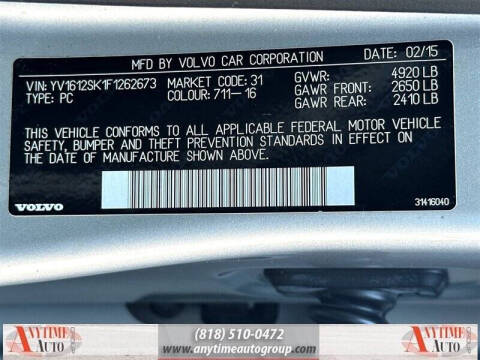 MFD BY VOLVO CAR CORPORATION DATE: 02/15
VIN: YV1612SK1F1262673 MARKET CODE: 31 GVWR: 4920 LB
TYPE: PC COLOUR: 711-16 GAWR FRONT: 2650 LB
GAWR REAR: 2410 LB
THIS VEHICLE CONFORMS TO ALL APPLICABLE FEDERAL MOTOR VEHICLE
SAFETY, BUMPER AND THEFT PREVENTION STANDARDS IN EFFECT ON
THE DATE OF MANUFACTURE SHOWN ABOVE.
VOLVO
31416040
ANYTIME AUTO
(818) 510-0472
www.anytimeautogroup.com
ANYTIME AUTO